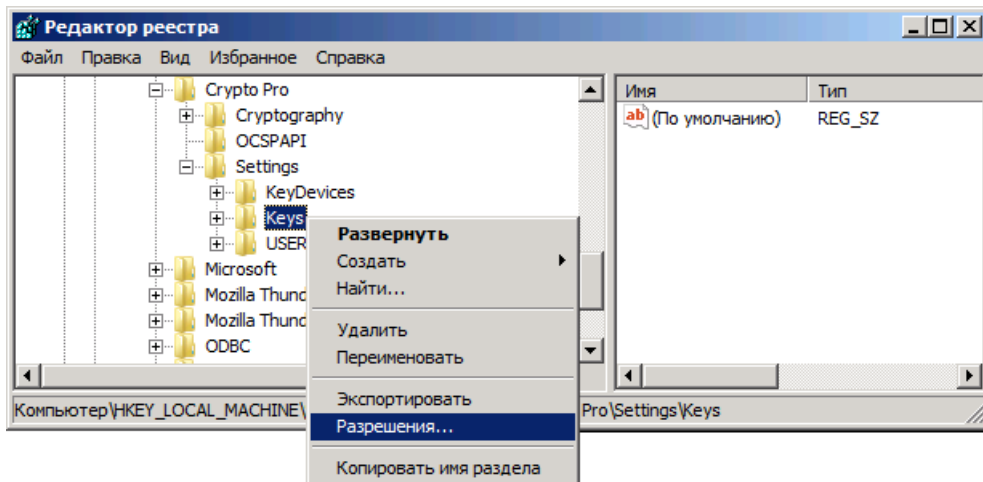 Редактор реестра
Файл Правка Вид Избранное Справка
Crypto Pro
Cryptography
OCSPAPI
Settings
KeyDevices
Keys
USER
Microsoft
Mozilla Thund
Mozilla Thund
ODBC
Имя Тип
ab (По умолчанию) REG_SZ
Развернуть
Создать
Найти...
Удалить
Переименовать
Экспортировать
Разрешения...
Копировать имя раздела
Компьютер\HKEY_LOCAL_MACHINE\ Pro\Settings\Keys